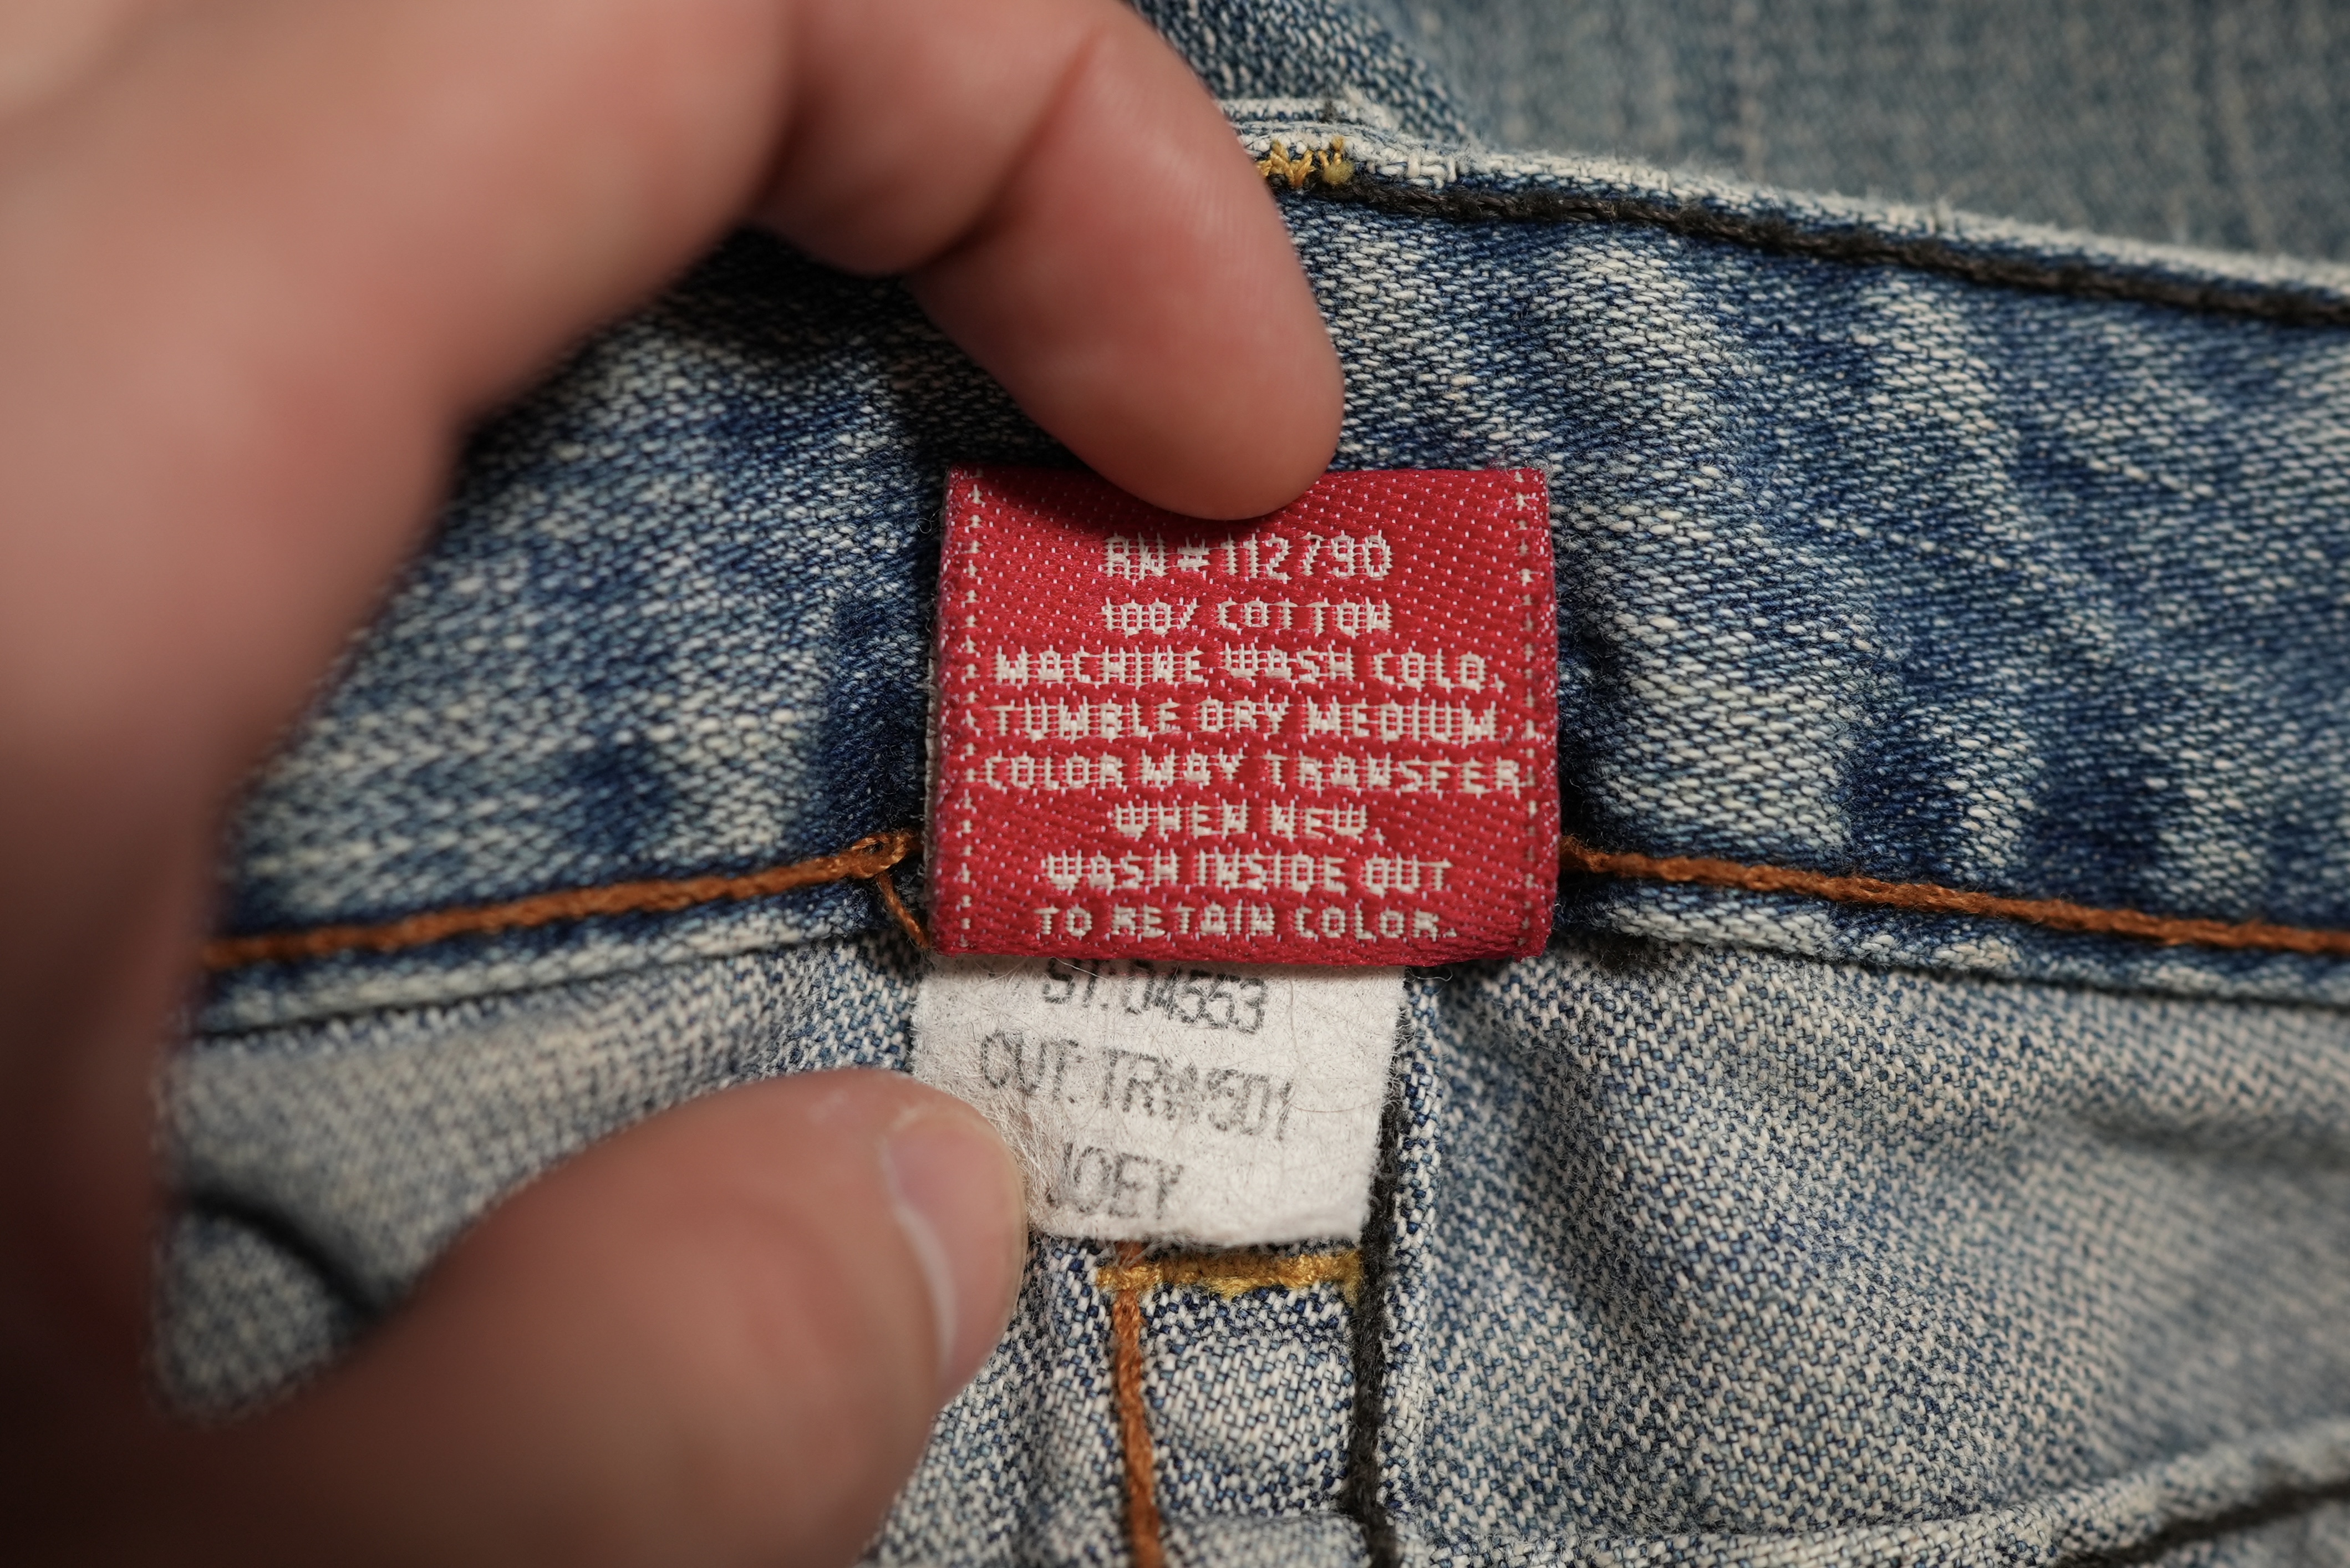 RN#112790
100% COTTON
MACHINE WASH COLD,
TUMBLE DRY MEDIUM,
COLOR MAY TRANSFER
WHEN NEW,
WASH INSIDE OUT
TO RETAIN COLOR.
ST:04553
CUT:TRW901
JOEY